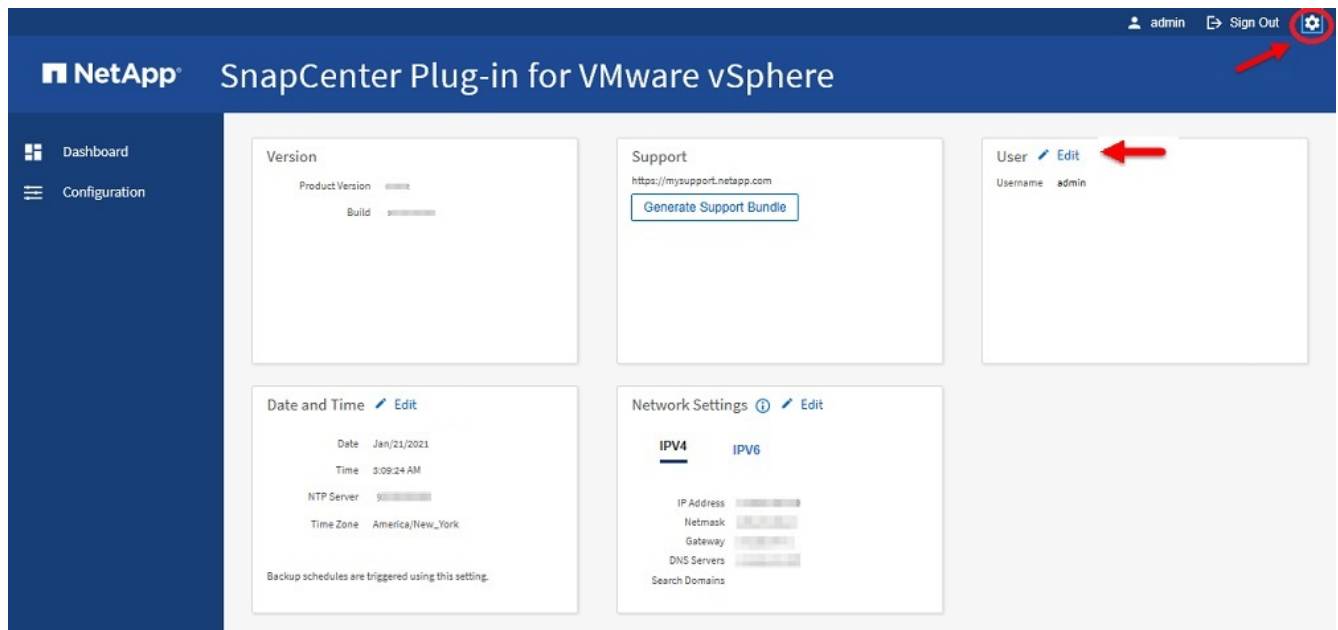 admin Sign Out
NetApp® SnapCenter Plug-in for VMware vSphere
Dashboard
Configuration
Version
Product Version
Build
Support
https://mysupport.netapp.com
Generate Support Bundle
User Edit
Username admin
Date and Time Edit
Date Jan/21/2021
Time 3:09:24 AM
NTP Server
Time Zone America/New_York
Backup schedules are triggered using this setting.
Network Settings Edit
IPV4 IPV6
IP Address
Netmask
Gateway
DNS Servers
Search Domains